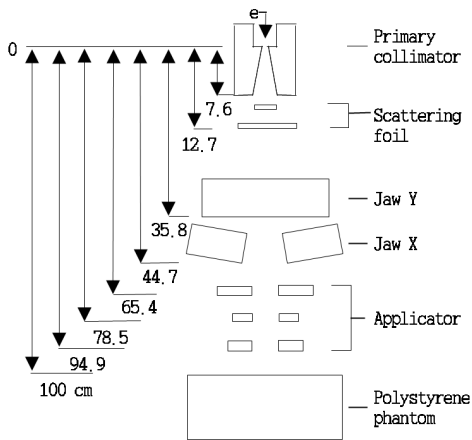 e-
0
Primary
collimator
7.6
Scattering
foil
12.7
Jaw Y
35.8
Jaw X
44.7
65.4
Applicator
78.5
94.9
100 cm
Polystyrene
phantom